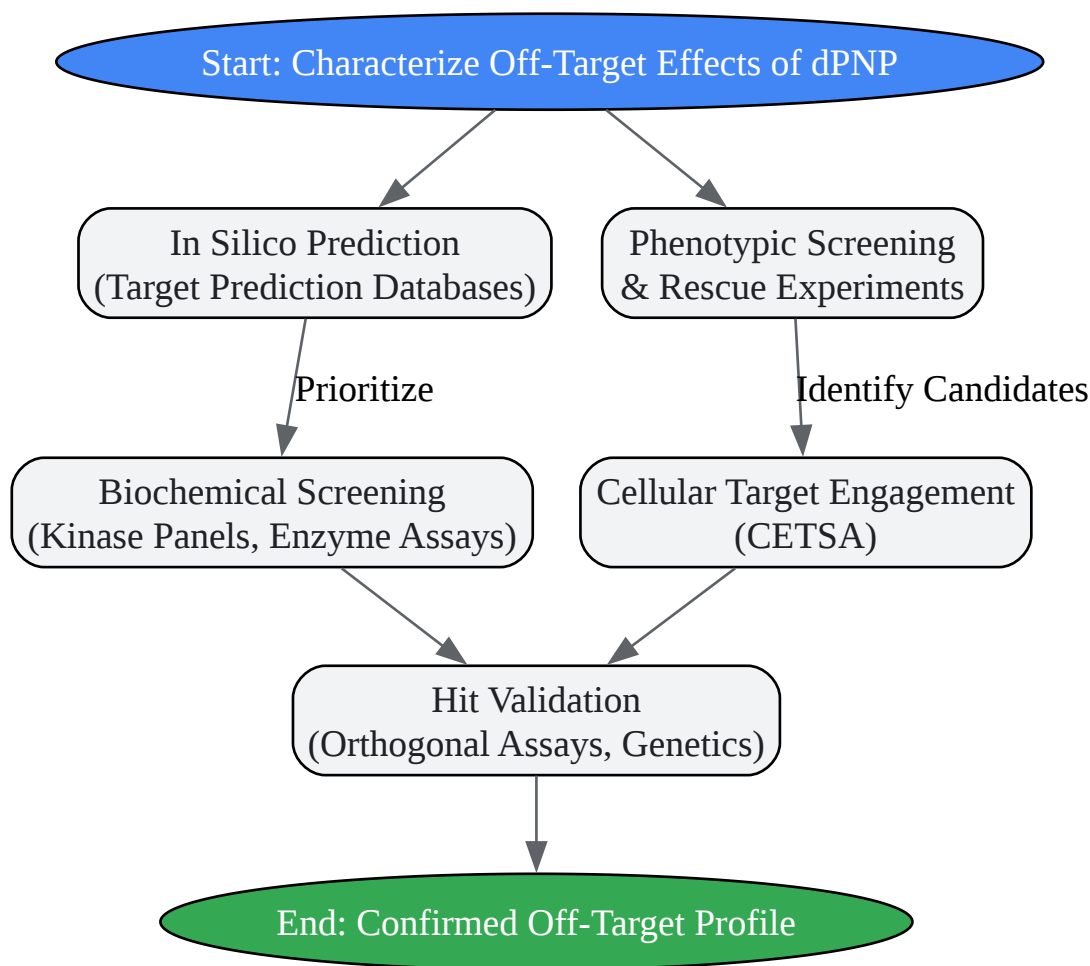 Start: Characterize Off-Target Effects of dPNP
In Silico Prediction
(Target Prediction Databases)
Phenotypic Screening
& Rescue Experiments
Prioritize
Identify Candidates
Biochemical Screening
(Kinase Panels, Enzyme Assays)
Cellular Target Engagement
(CETSA)
Hit Validation
(Orthogonal Assays, Genetics)
End: Confirmed Off-Target Profile